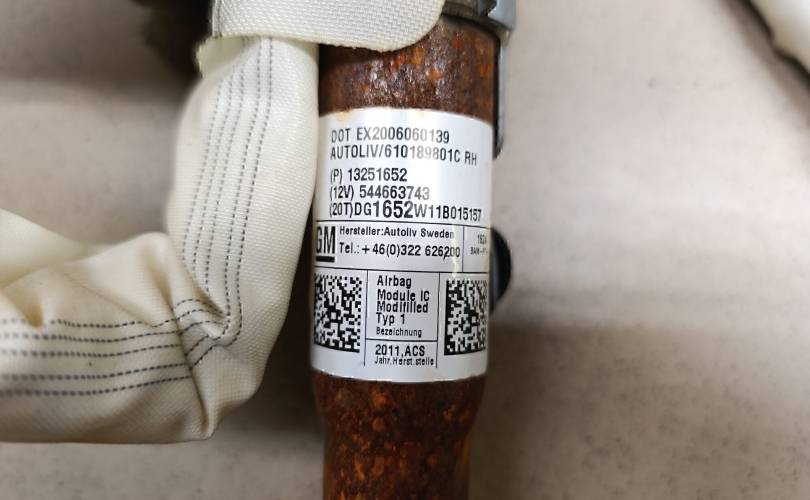 DOT EX2006060139
AUTOLIV/610189801C RH
(P) 13251652
(12V) 544663743
(20T)DG1652W11B015157
GM
Hersteller:Autoliv Sweden
Tel.: +46(0)322 626200
Airbag
Module IC
Modifilled
Typ 1
Bezeichnung
2011,ACS
Jahr,Herst.stelle